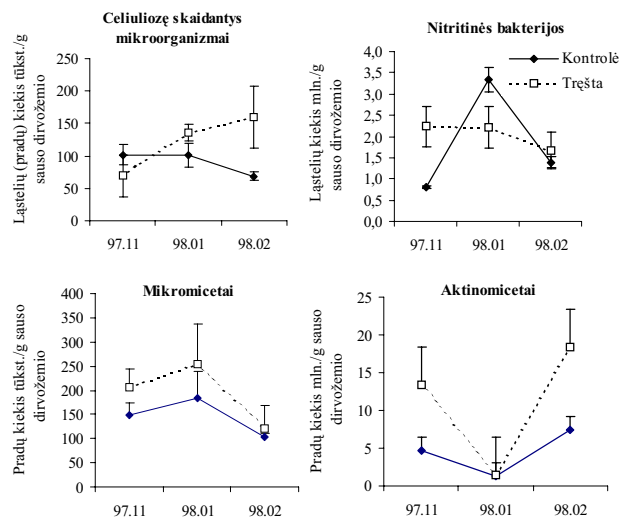 Celiuliozę skaidantys
mikroorganizmai
Ląstelių (pradų) kiekis tūkst./g
sauso dirvožemio
250
200
150
100
50
0
97.11 98.01 98.02
Nitritinės bakterijos
Kontrolė
Tręšta
Ląstelių kiekis mln./g
sauso dirvožemio
4,0
3,5
3,0
2,5
2,0
1,5
1,0
0,5
0,0
97.11 98.01 98.02
Mikromicetai
Pradų kiekis tūkst./g sauso
dirvožemio
400
350
300
250
200
150
100
50
0
97.11 98.01 98.02
Aktinomicetai
Pradų kiekis mln./g sauso
dirvožemio
25
20
15
10
5
0
97.11 98.01 98.02